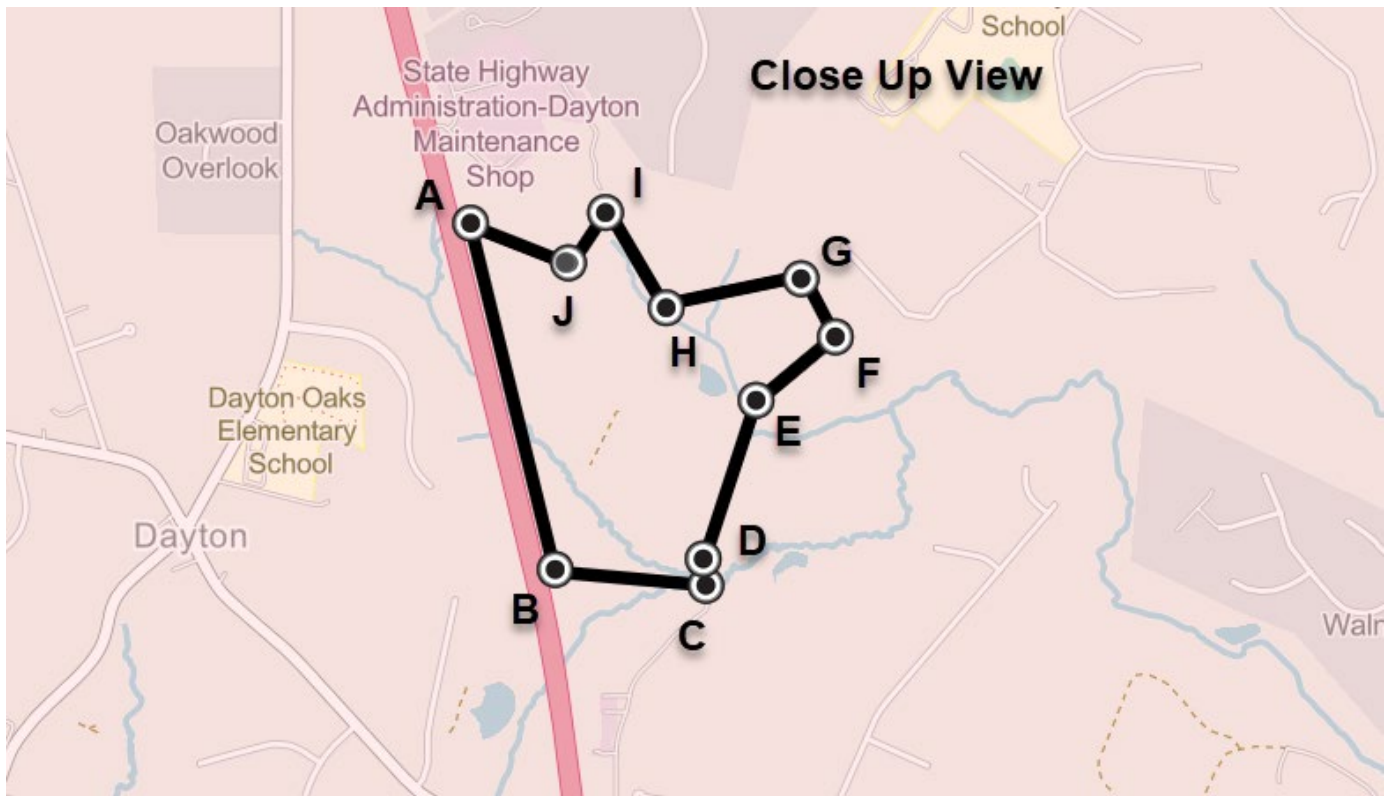 School
Close Up View
State Highway
Administration-Dayton
Maintenance
Shop
Oakwood
Overlook
A
I
G
J
H
F
E
Dayton Oaks
Elementary
School
Dayton
D
B
C
Waln